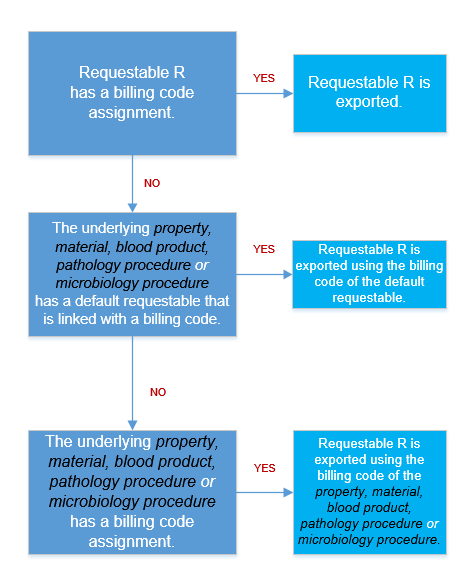 Requestable R
has a billing code
assignment.
YES
Requestable R is
exported.
NO
The underlying property,
material, blood product,
pathology procedure or
microbiology procedure
has a default requestable that
is linked with a billing code.
YES
Requestable R is
exported using the billing
code of the default
requestable.
NO
The underlying property,
material, blood product,
pathology procedure or
microbiology procedure
has a billing code
assignment.
YES
Requestable R is
exported using the
billing code of the
property, material,
blood product,
pathology procedure or
microbiology procedure.